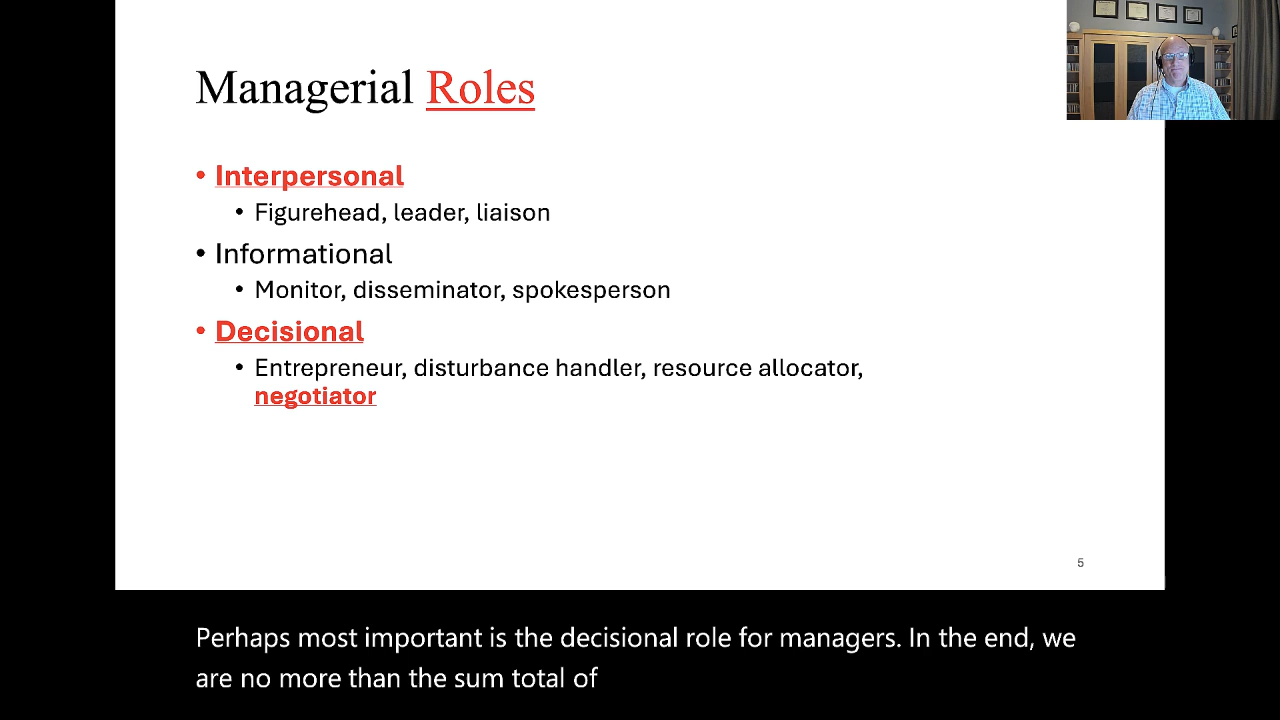 Managerial Roles
• Interpersonal
• Figurehead, leader, liaison
• Informational
• Monitor, disseminator, spokesperson
• Decisional
• Entrepreneur, disturbance handler, resource allocator,
negotiator
5
Perhaps most important is the decisional role for managers. In the end, we
are no more than the sum total of